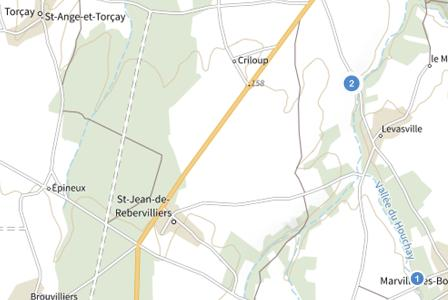 Torçay
St-Ange-et-Torçay
Criloup
158
2
le
Levasville
Épineux
St-Jean-de-
Rebervilliers
Vallée du Houchay
1
Brouvilliers